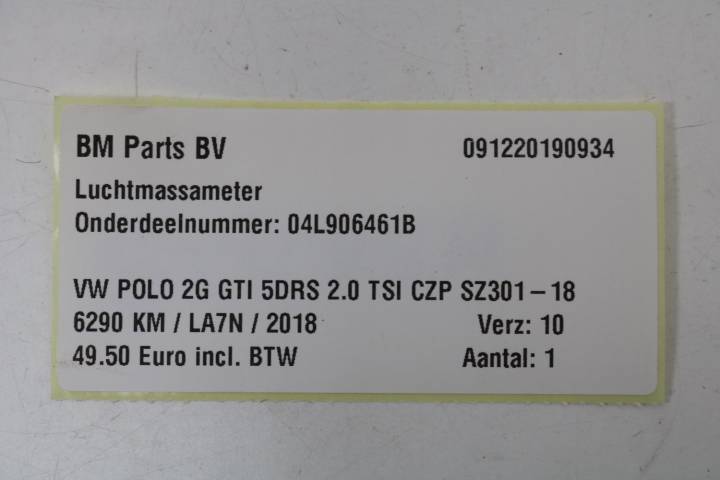 BM Parts BV 091220190934
Luchtmassameter
Onderdeelnummer: 04L906461B
VW POLO 2G GTI 5DRS 2.0 TSI CZP SZ301-18
6290 KM / LA7N / 2018 Verz: 10
49.50 Euro incl. BTW Aantal: 1